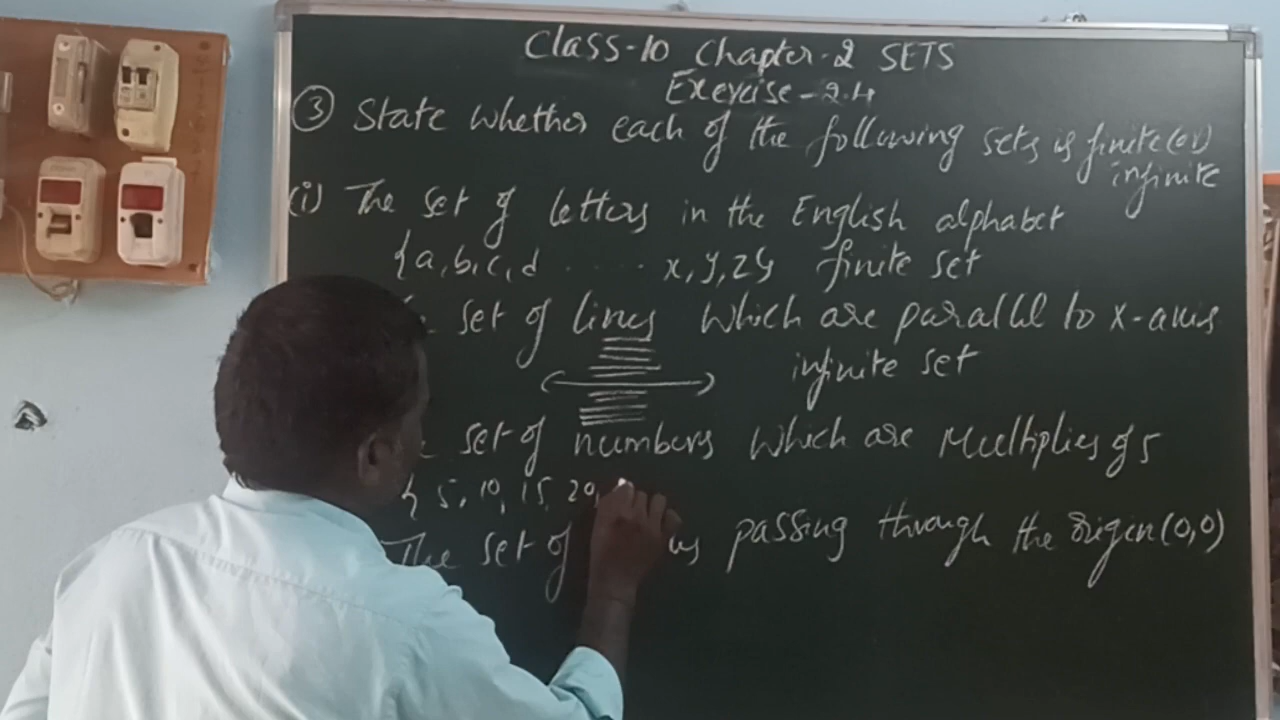 Class-10 Chapter-2 SETS
Exercise-2.4
③ State whether each of the following sets is finite (or)
infinite
(i) The set of letters in the English alphabet
{a, b, c, d ...... x, y, z} finite set
set of lines which are parallel to x-axis
infinite set
set of numbers which are Multiplies of 5
{ 5, 10, 15, 20,
The set of passing through the origin (0,0)